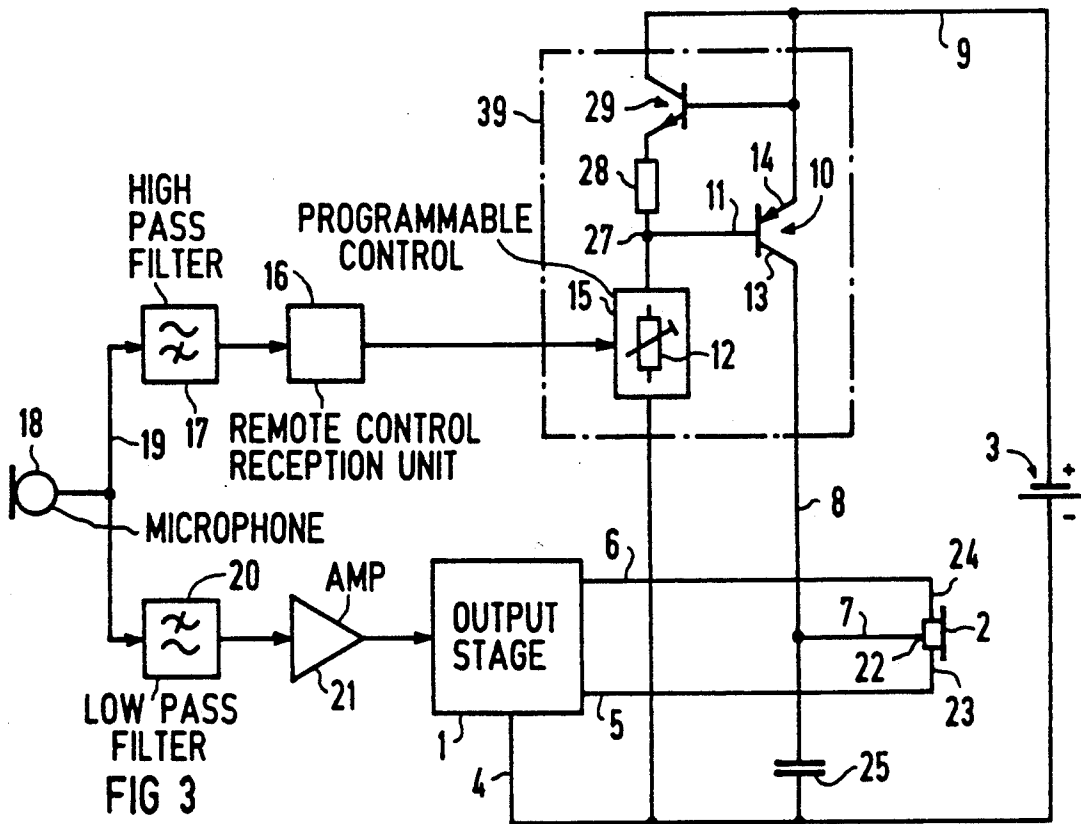 9
29
39
14
10
HIGH
PASS
FILTER
28
11
PROGRAMMABLE
CONTROL
27
16
15
13
12
18
19
17
REMOTE CONTROL
RECEPTION UNIT
3
+
-
8
MICROPHONE
6
24
20
AMP
OUTPUT
STAGE
7
2
22
23
21
LOW PASS
FILTER
1
5
4
25
FIG 3